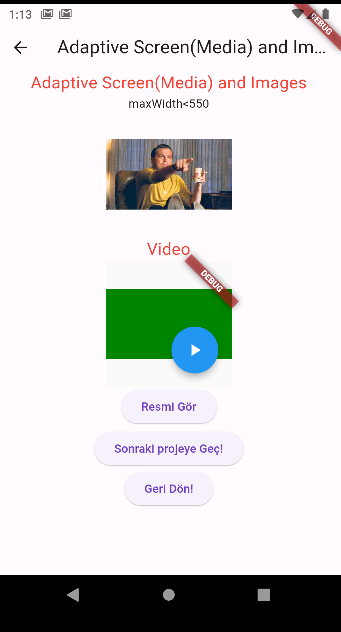 1:13
DEBUG
Adaptive Screen(Media) and Im...
Adaptive Screen(Media) and Images
maxWidth<550
Video
DEBUG
Resmi Gör
Sonraki projeye Geç!
Geri Dön!